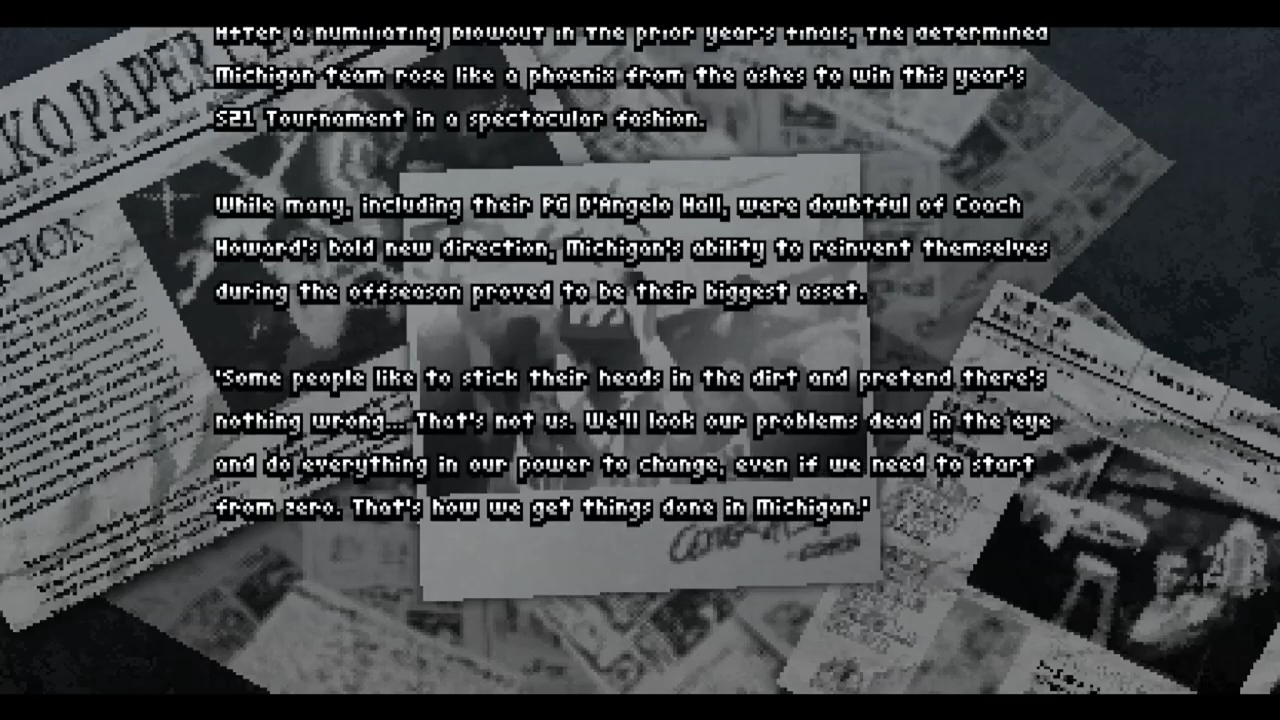 After a humiliating blowout in the prior year's finals, the determined
Michigan team rose like a phoenix from the ashes to win this year's
S21 Tournament in a spectacular fashion.
While many, including their PG D'Angelo Hall, were doubtful of Coach
Howard's bold new direction, Michigan's ability to reinvent themselves
during the offseason proved to be their biggest asset.
'Some people like to stick their heads in the dirt and pretend there's
nothing wrong... That's not us. We'll look our problems dead in the eye
and do everything in our power to change, even if we need to start
from zero. That's how we get things done in Michigan.'
KO PAPER